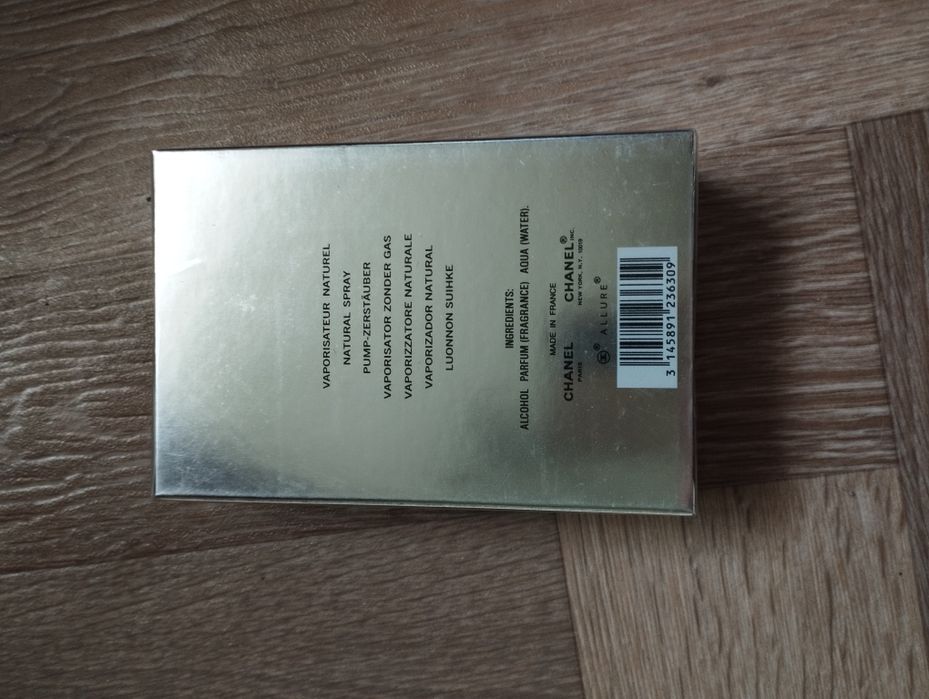 VAPORISATEUR NATUREL
NATURAL SPRAY
PUMP-ZERSTÄUBER
VAPORISATOR ZONDER GAS
VAPORIZZATORE NATURALE
VAPORIZADOR NATURAL
LUONNON SUIHKE
INGREDIENTS:
ALCOHOL PARFUM (FRAGRANCE) AQUA (WATER).
MADE IN FRANCE
CHANEL CHANEL® INC.
PARIS NEW YORK, N.Y. 10019
® ALLURE®
3 145891 236309